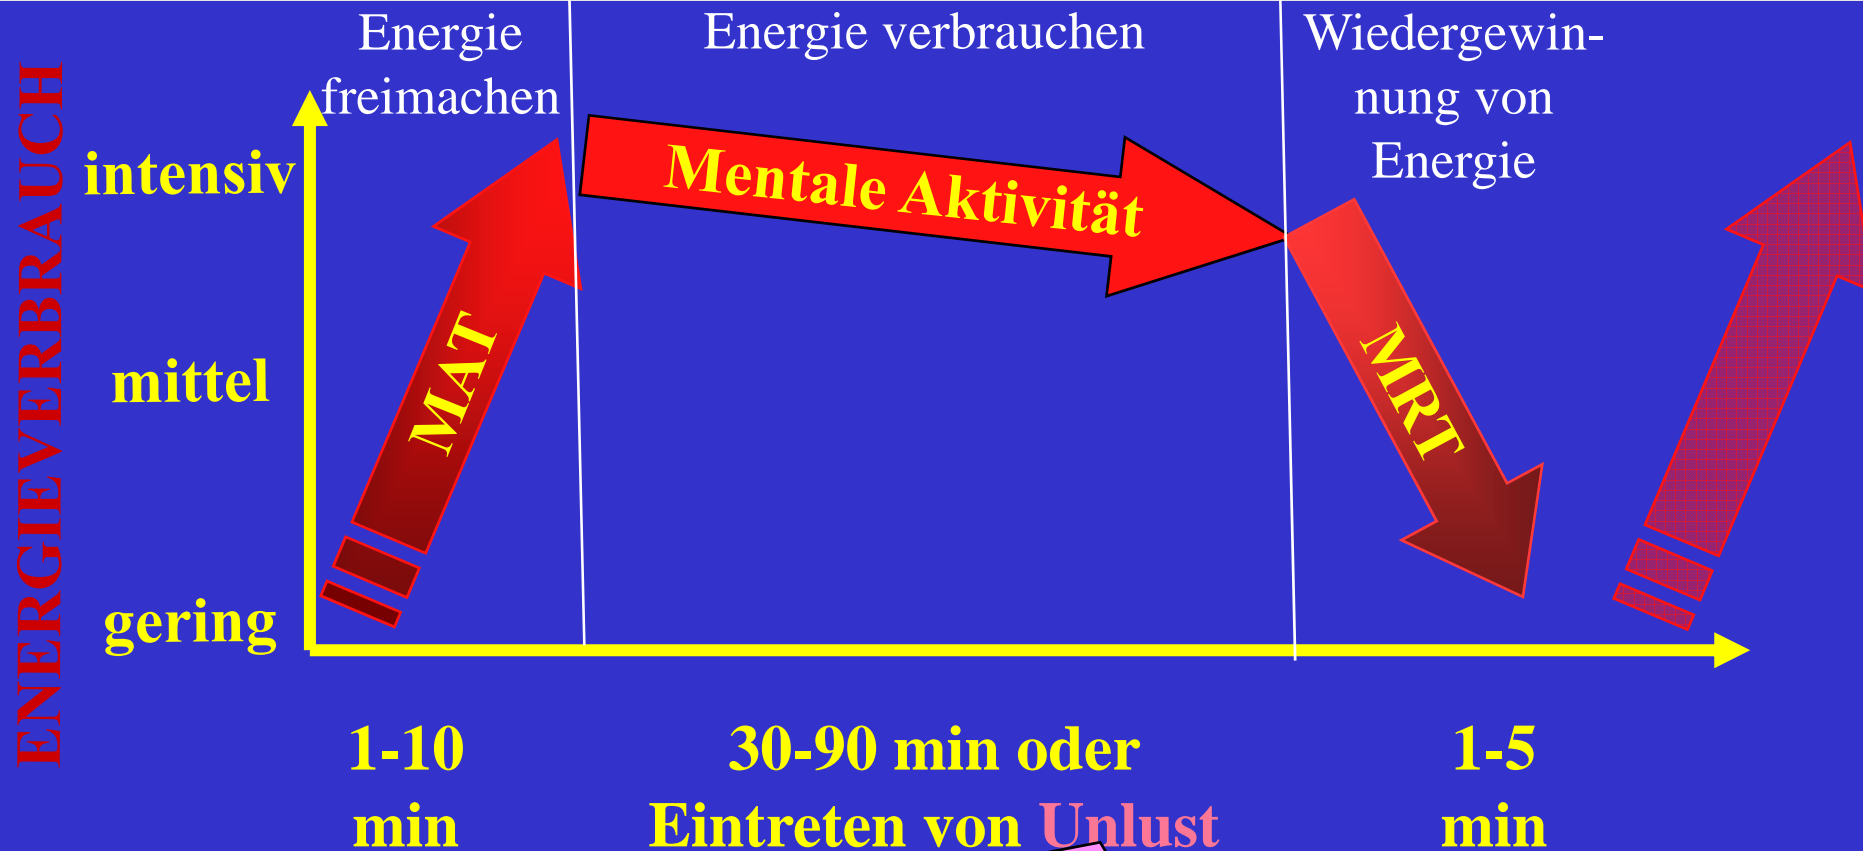 ENERGIEVERBRAUCH
Energie
freimachen
Energie verbrauchen
Wiedergewin-
nung von
Energie
intensiv
mittel
gering
MAT
Mentale Aktivität
MRT
1-10
min
30-90 min oder
Eintreten von Unlust
1-5
min